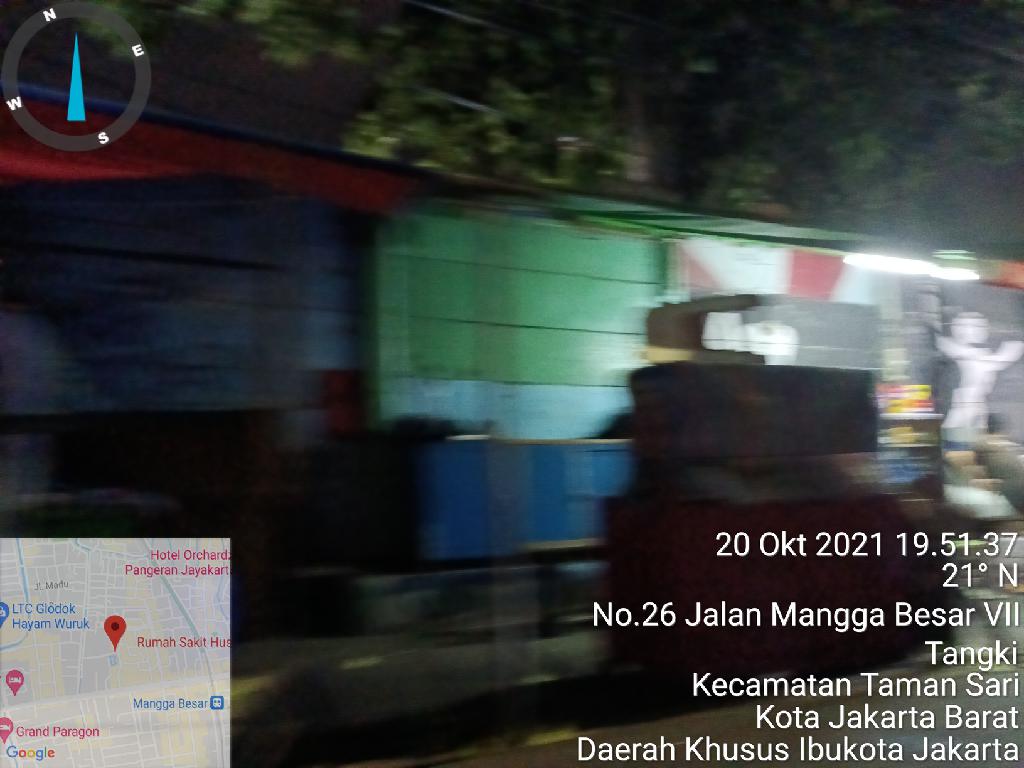 N
E
W
S
20 Okt 2021 19.51.37
21° N
No.26 Jalan Mangga Besar VII
Tangki
Kecamatan Taman Sari
Kota Jakarta Barat
Daerah Khusus Ibukota Jakarta
Hotel Orchardz
Pangeran Jayakart
Jl. Madu
LTC Glodok
Hayam Wuruk
Rumah Sakit Hus
Mangga Besar
Grand Paragon
Google